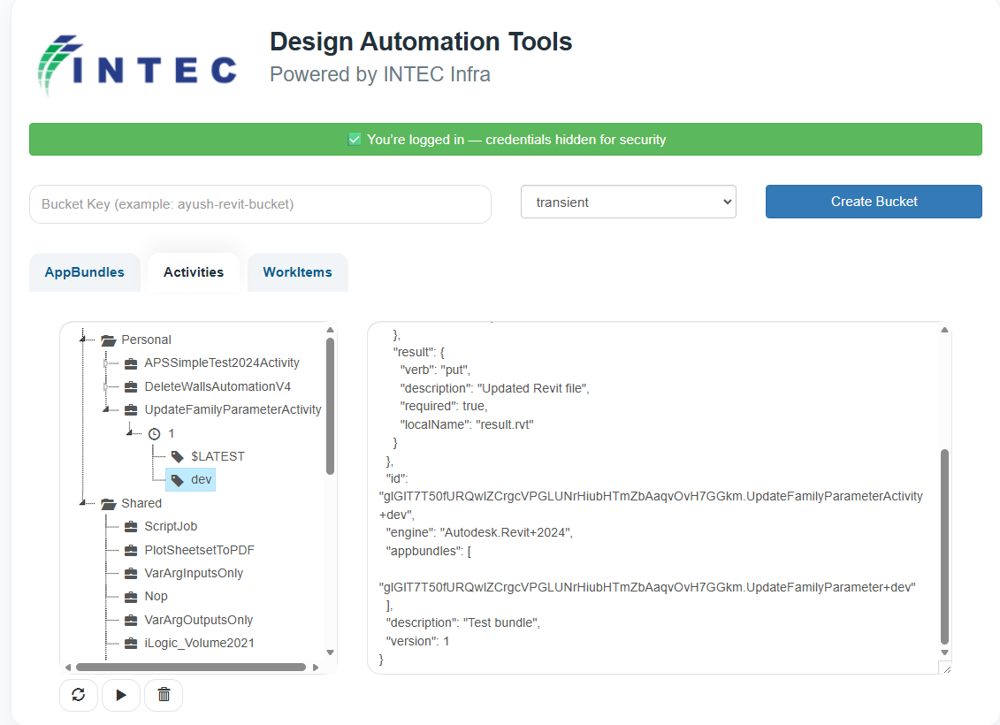 INTEC
Design Automation Tools
Powered by INTEC Infra
You're logged in — credentials hidden for security
Bucket Key (example: ayush-revit-bucket)
transient
Create Bucket
AppBundles
Activities
WorkItems
Personal
APSSimpleTest2024Activity
DeleteWallsAutomationV4
UpdateFamilyParameterActivity
1
$LATEST
dev
Shared
ScriptJob
PlotSheetsetToPDF
VarArgInputsOnly
Nop
VarArgOutputsOnly
iLogic_Volume2021
},
"result": {
"verb": "put",
"description": "Updated Revit file",
"required": true,
"localName": "result.rvt"
}
},
"id":
"glGIT7T50fURQwIZCrgcVPGLUNrHiubHTmZbAaqvOvH7GGkm.UpdateFamilyParameterActivity
+dev",
"engine": "Autodesk.Revit+2024",
"appbundles": [
"glGIT7T50fURQwIZCrgcVPGLUNrHiubHTmZbAaqvOvH7GGkm.UpdateFamilyParameter+dev"
],
"description": "Test bundle",
"version": 1
}